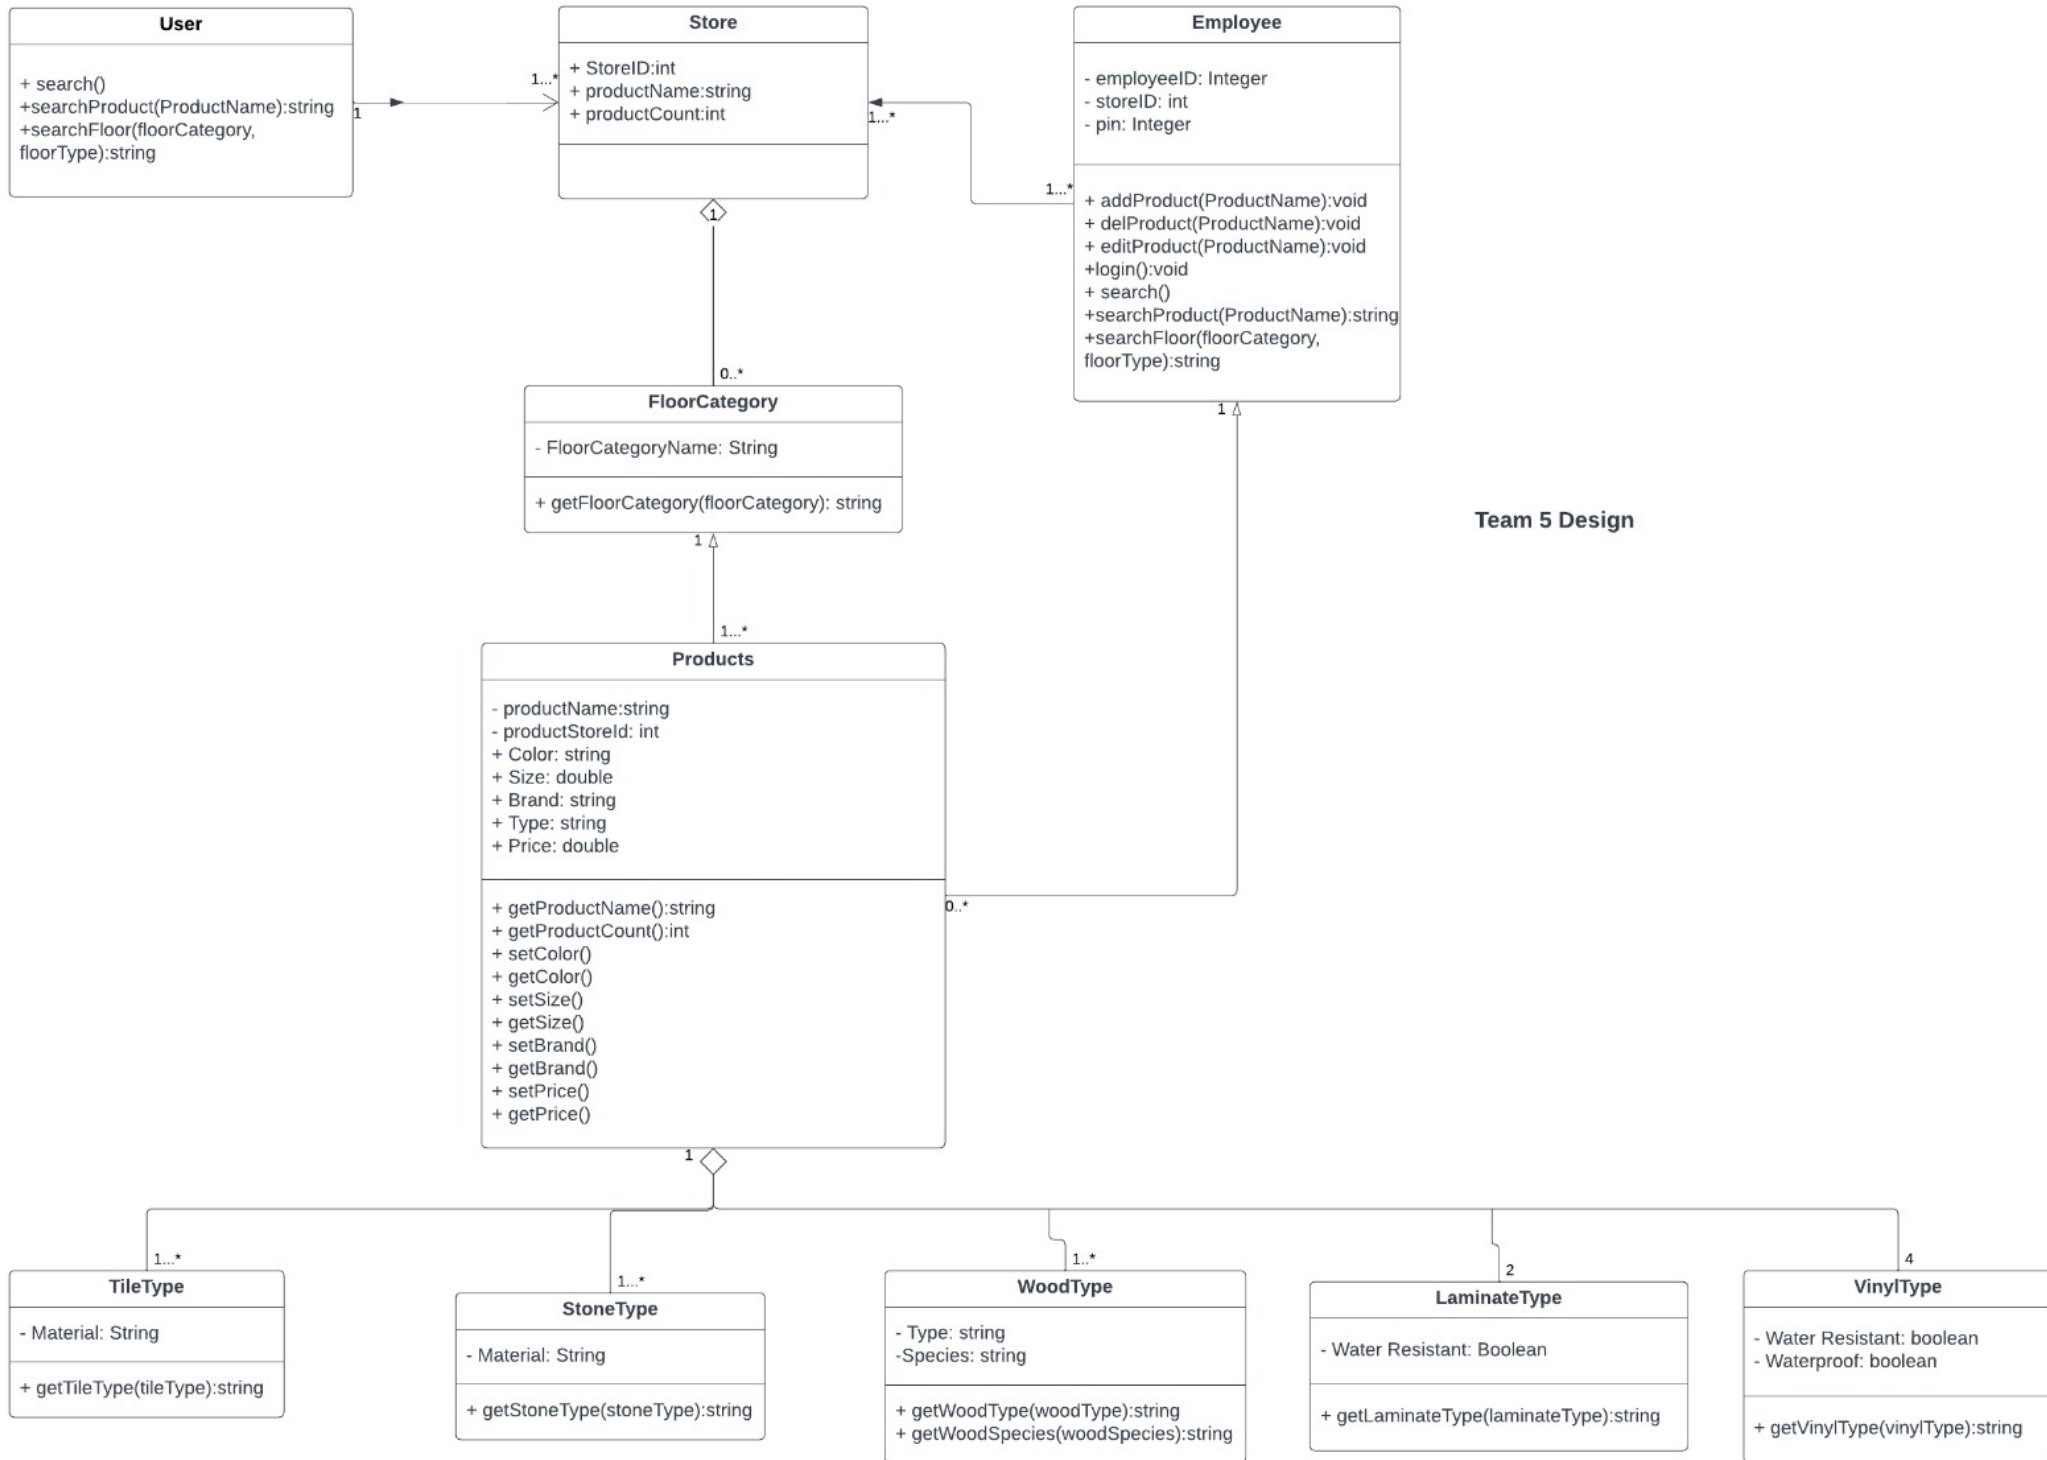 User
+ search()
+searchProduct(ProductName):string
+searchFloor(floorCategory,
floorType):string
1
1...*
Store
+ StoreID:int
+ productName:string
+ productCount:int
1
1...*
1...*
Employee
- employeeID: Integer
- storeID: int
- pin: Integer
+ addProduct(ProductName):void
+ delProduct(ProductName):void
+ editProduct(ProductName):void
+login():void
+ search()
+searchProduct(ProductName):string
+searchFloor(floorCategory,
floorType):string
1
0..*
FloorCategory
- FloorCategoryName: String
+ getFloorCategory(floorCategory): string
1
Team 5 Design
1...*
Products
- productName:string
- productStoreId: int
+ Color: string
+ Size: double
+ Brand: string
+ Type: string
+ Price: double
+ getProductName():string
+ getProductCount():int
+ setColor()
+ getColor()
+ setSize()
+ getSize()
+ setBrand()
+ getBrand()
+ setPrice()
+ getPrice()
0..*
1
1...*
TileType
- Material: String
+ getTileType(tileType):string
1...*
StoneType
- Material: String
+ getStoneType(stoneType):string
1..*
WoodType
- Type: string
-Species: string
+ getWoodType(woodType):string
+ getWoodSpecies(woodSpecies):string
2
LaminateType
- Water Resistant: Boolean
+ getLaminateType(laminateType):string
4
VinylType
- Water Resistant: boolean
- Waterproof: boolean
+ getVinylType(vinylType):string